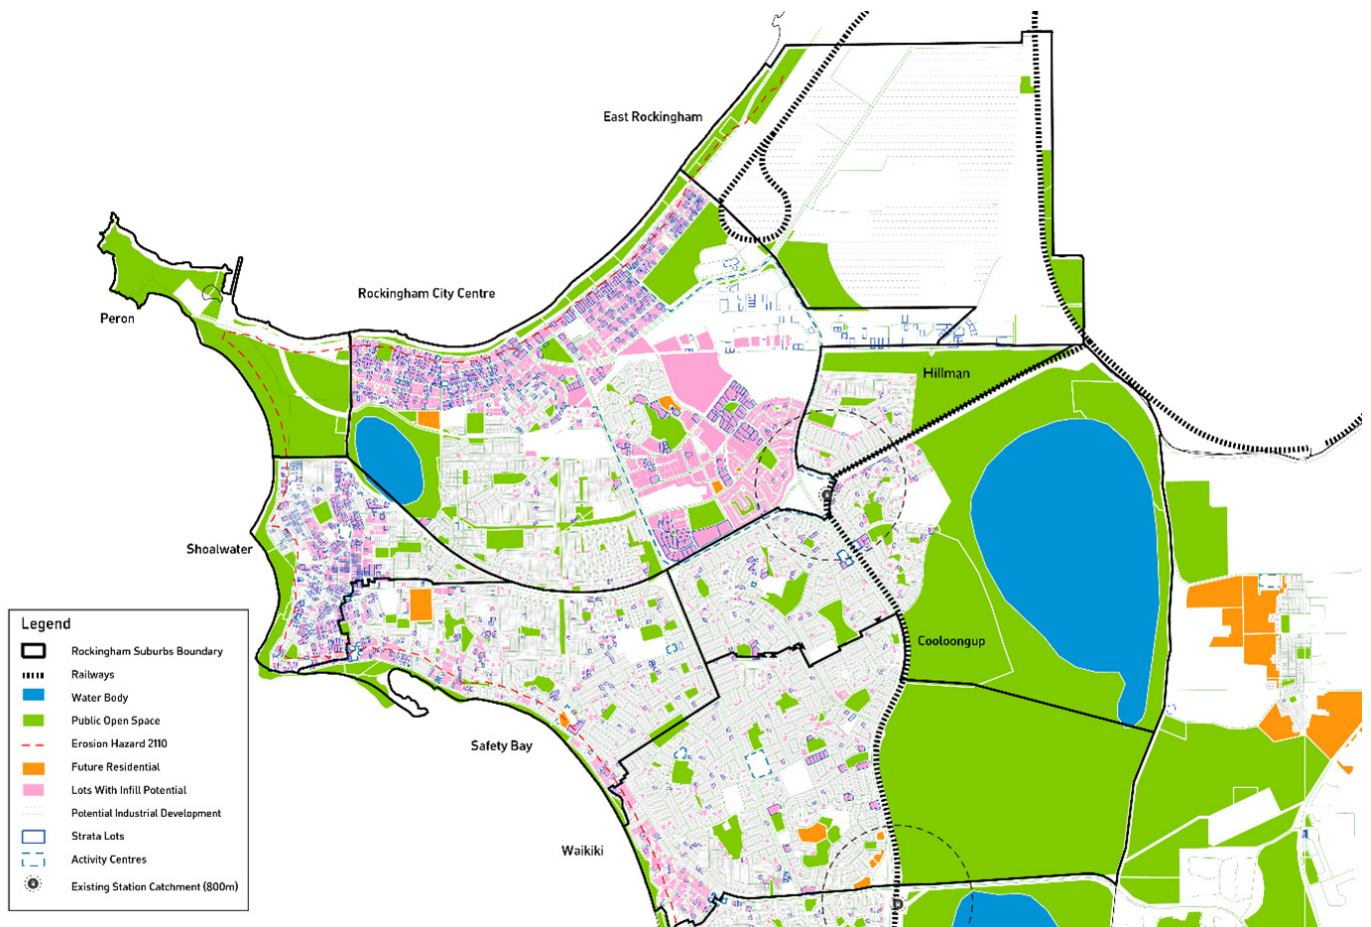 East Rockingham
Rockingham City Centre
Peron
Hillman
Shoalwater
Cooloongup
Safety Bay
Waikiki
Legend
Rockingham Suburbs Boundary
Railways
Water Body
Public Open Space
Erosion Hazard 2110
Future Residential
Lots With Infill Potential
Potential Industrial Development
Strata Lots
Activity Centres
Existing Station Catchment (800m)